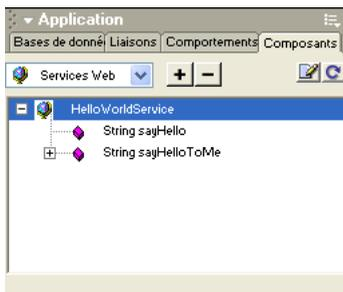 Application
Bases de donné Liaisons Comportements Composants
Services Web
HelloWorldService
String sayHello
String sayHelloToMe